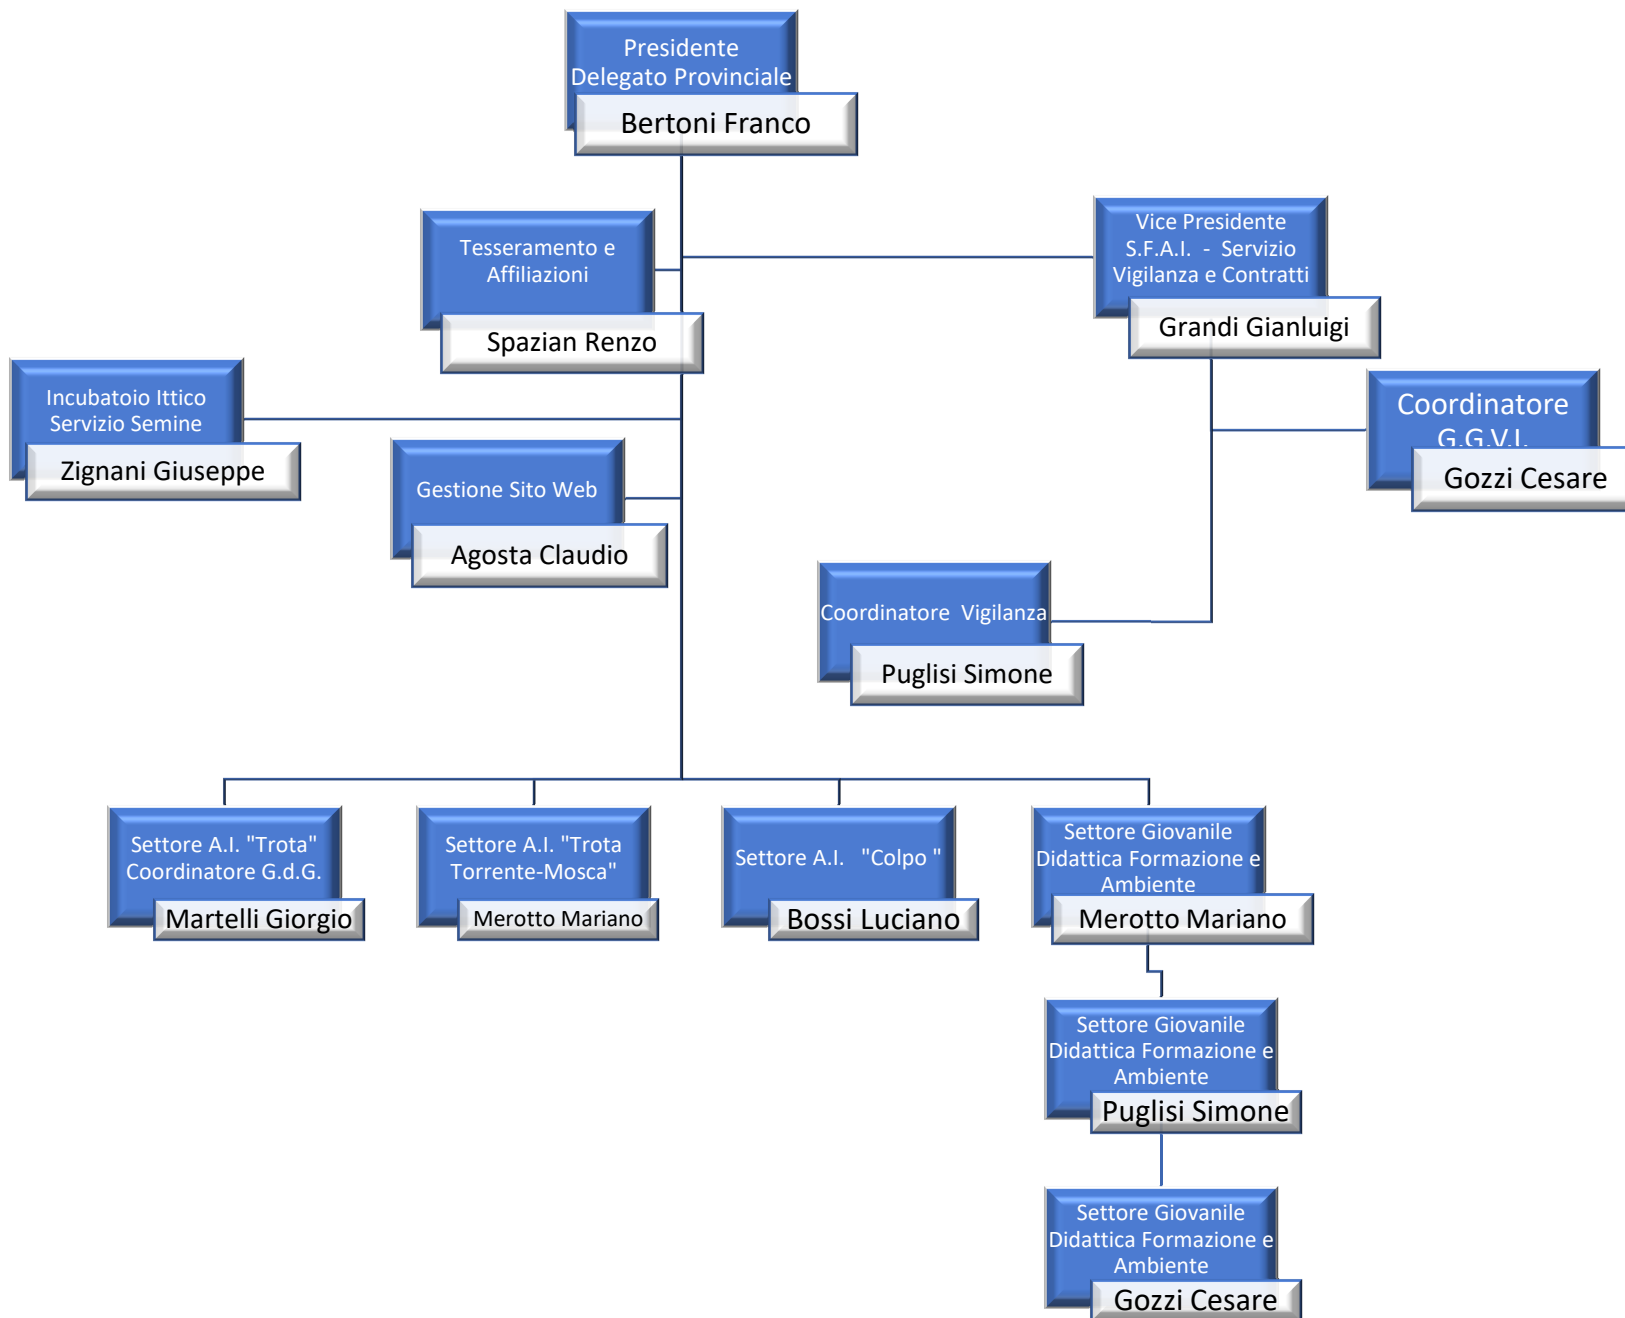 Presidente
Delegato Provinciale
Bertoni Franco
Tesseramento e
Affiliazioni
Spazian Renzo
Vice Presidente
S.F.A.I. - Servizio
Vigilanza e Contratti
Grandi Gianluigi
Incubatoio Ittico
Servizio Semine
Zignani Giuseppe
Coordinatore
G.G.V.I.
Gozzi Cesare
Gestione Sito Web
Agosta Claudio
Coordinatore Vigilanza
Puglisi Simone
Settore A.I. "Trota"
Coordinatore G.d.G.
Martelli Giorgio
Settore A.I. "Trota
Torrente-Mosca"
Merotto Mariano
Settore A.I. "Colpo "
Bossi Luciano
Settore Giovanile
Didattica Formazione e
Ambiente
Merotto Mariano
Settore Giovanile
Didattica Formazione e
Ambiente
Puglisi Simone
Settore Giovanile
Didattica Formazione e
Ambiente
Gozzi Cesare